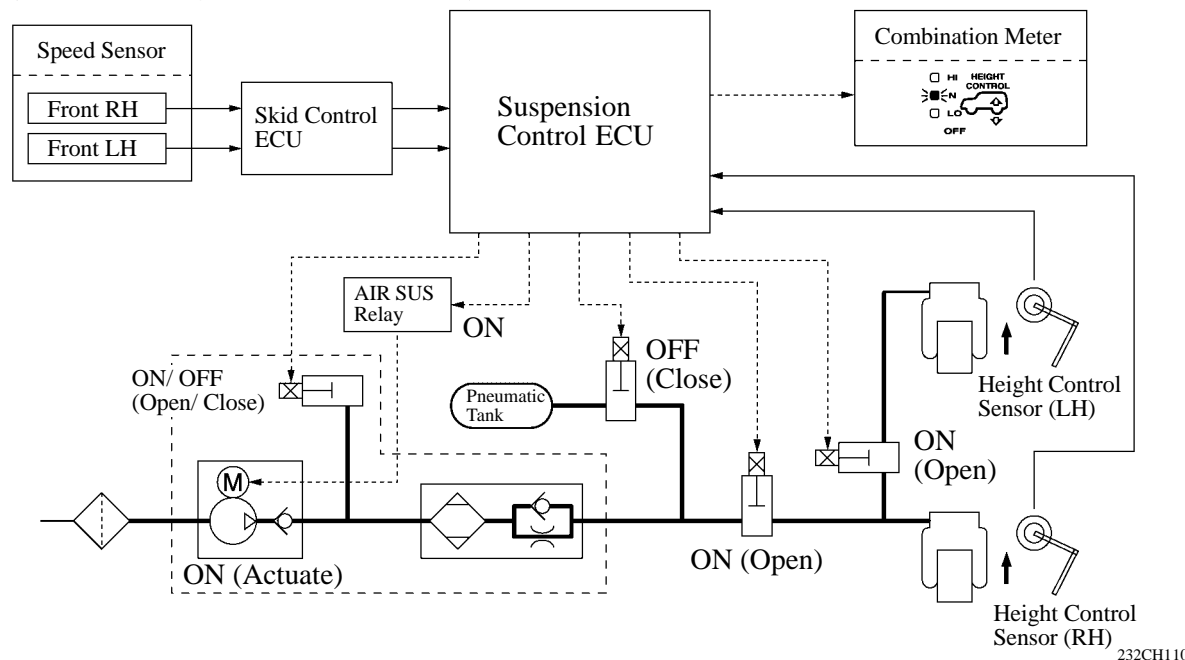 Speed Sensor
Front RH
Front LH
Skid Control
ECU
Suspension
Control ECU
Combination Meter
HI
HEIGHT
CONTROL
N
LO
OFF
AIR SUS
Relay
ON
ON/ OFF
(Open/ Close)
Pneumatic
Tank
OFF
(Close)
ON
(Open)
Height Control
Sensor (LH)
M
ON (Actuate)
ON (Open)
Height Control
Sensor (RH)
232CH110